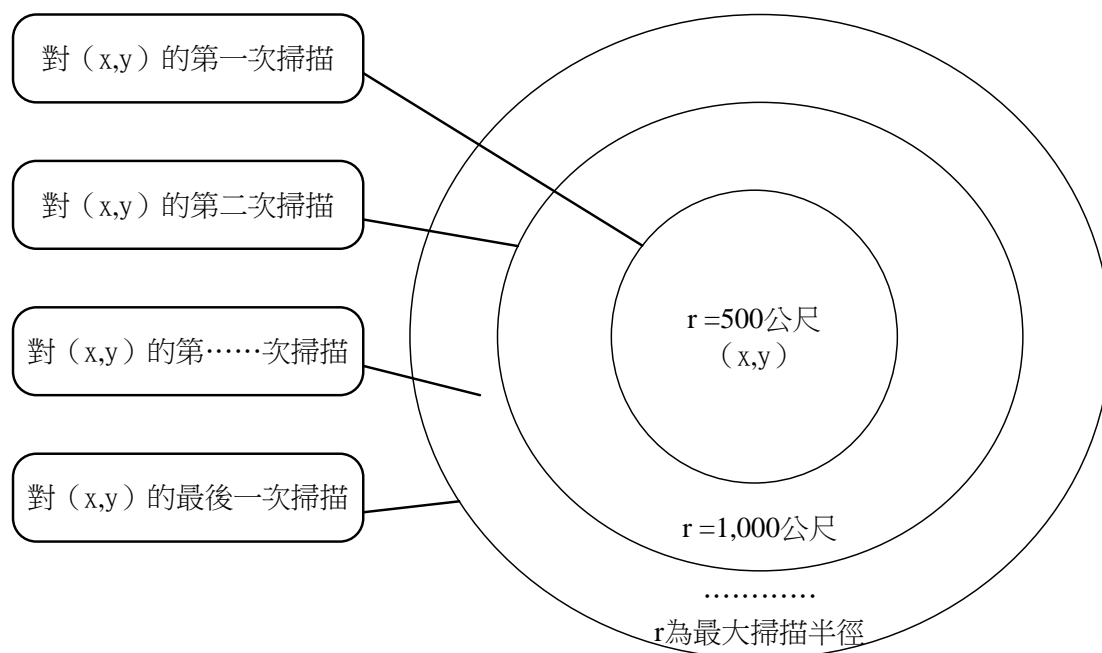 對（x,y）的第一次掃描
對（x,y）的第二次掃描
對（x,y）的第……次掃描
對（x,y）的最後一次掃描
r =500公尺
（x,y）
r =1,000公尺
…………
r為最大掃描半徑